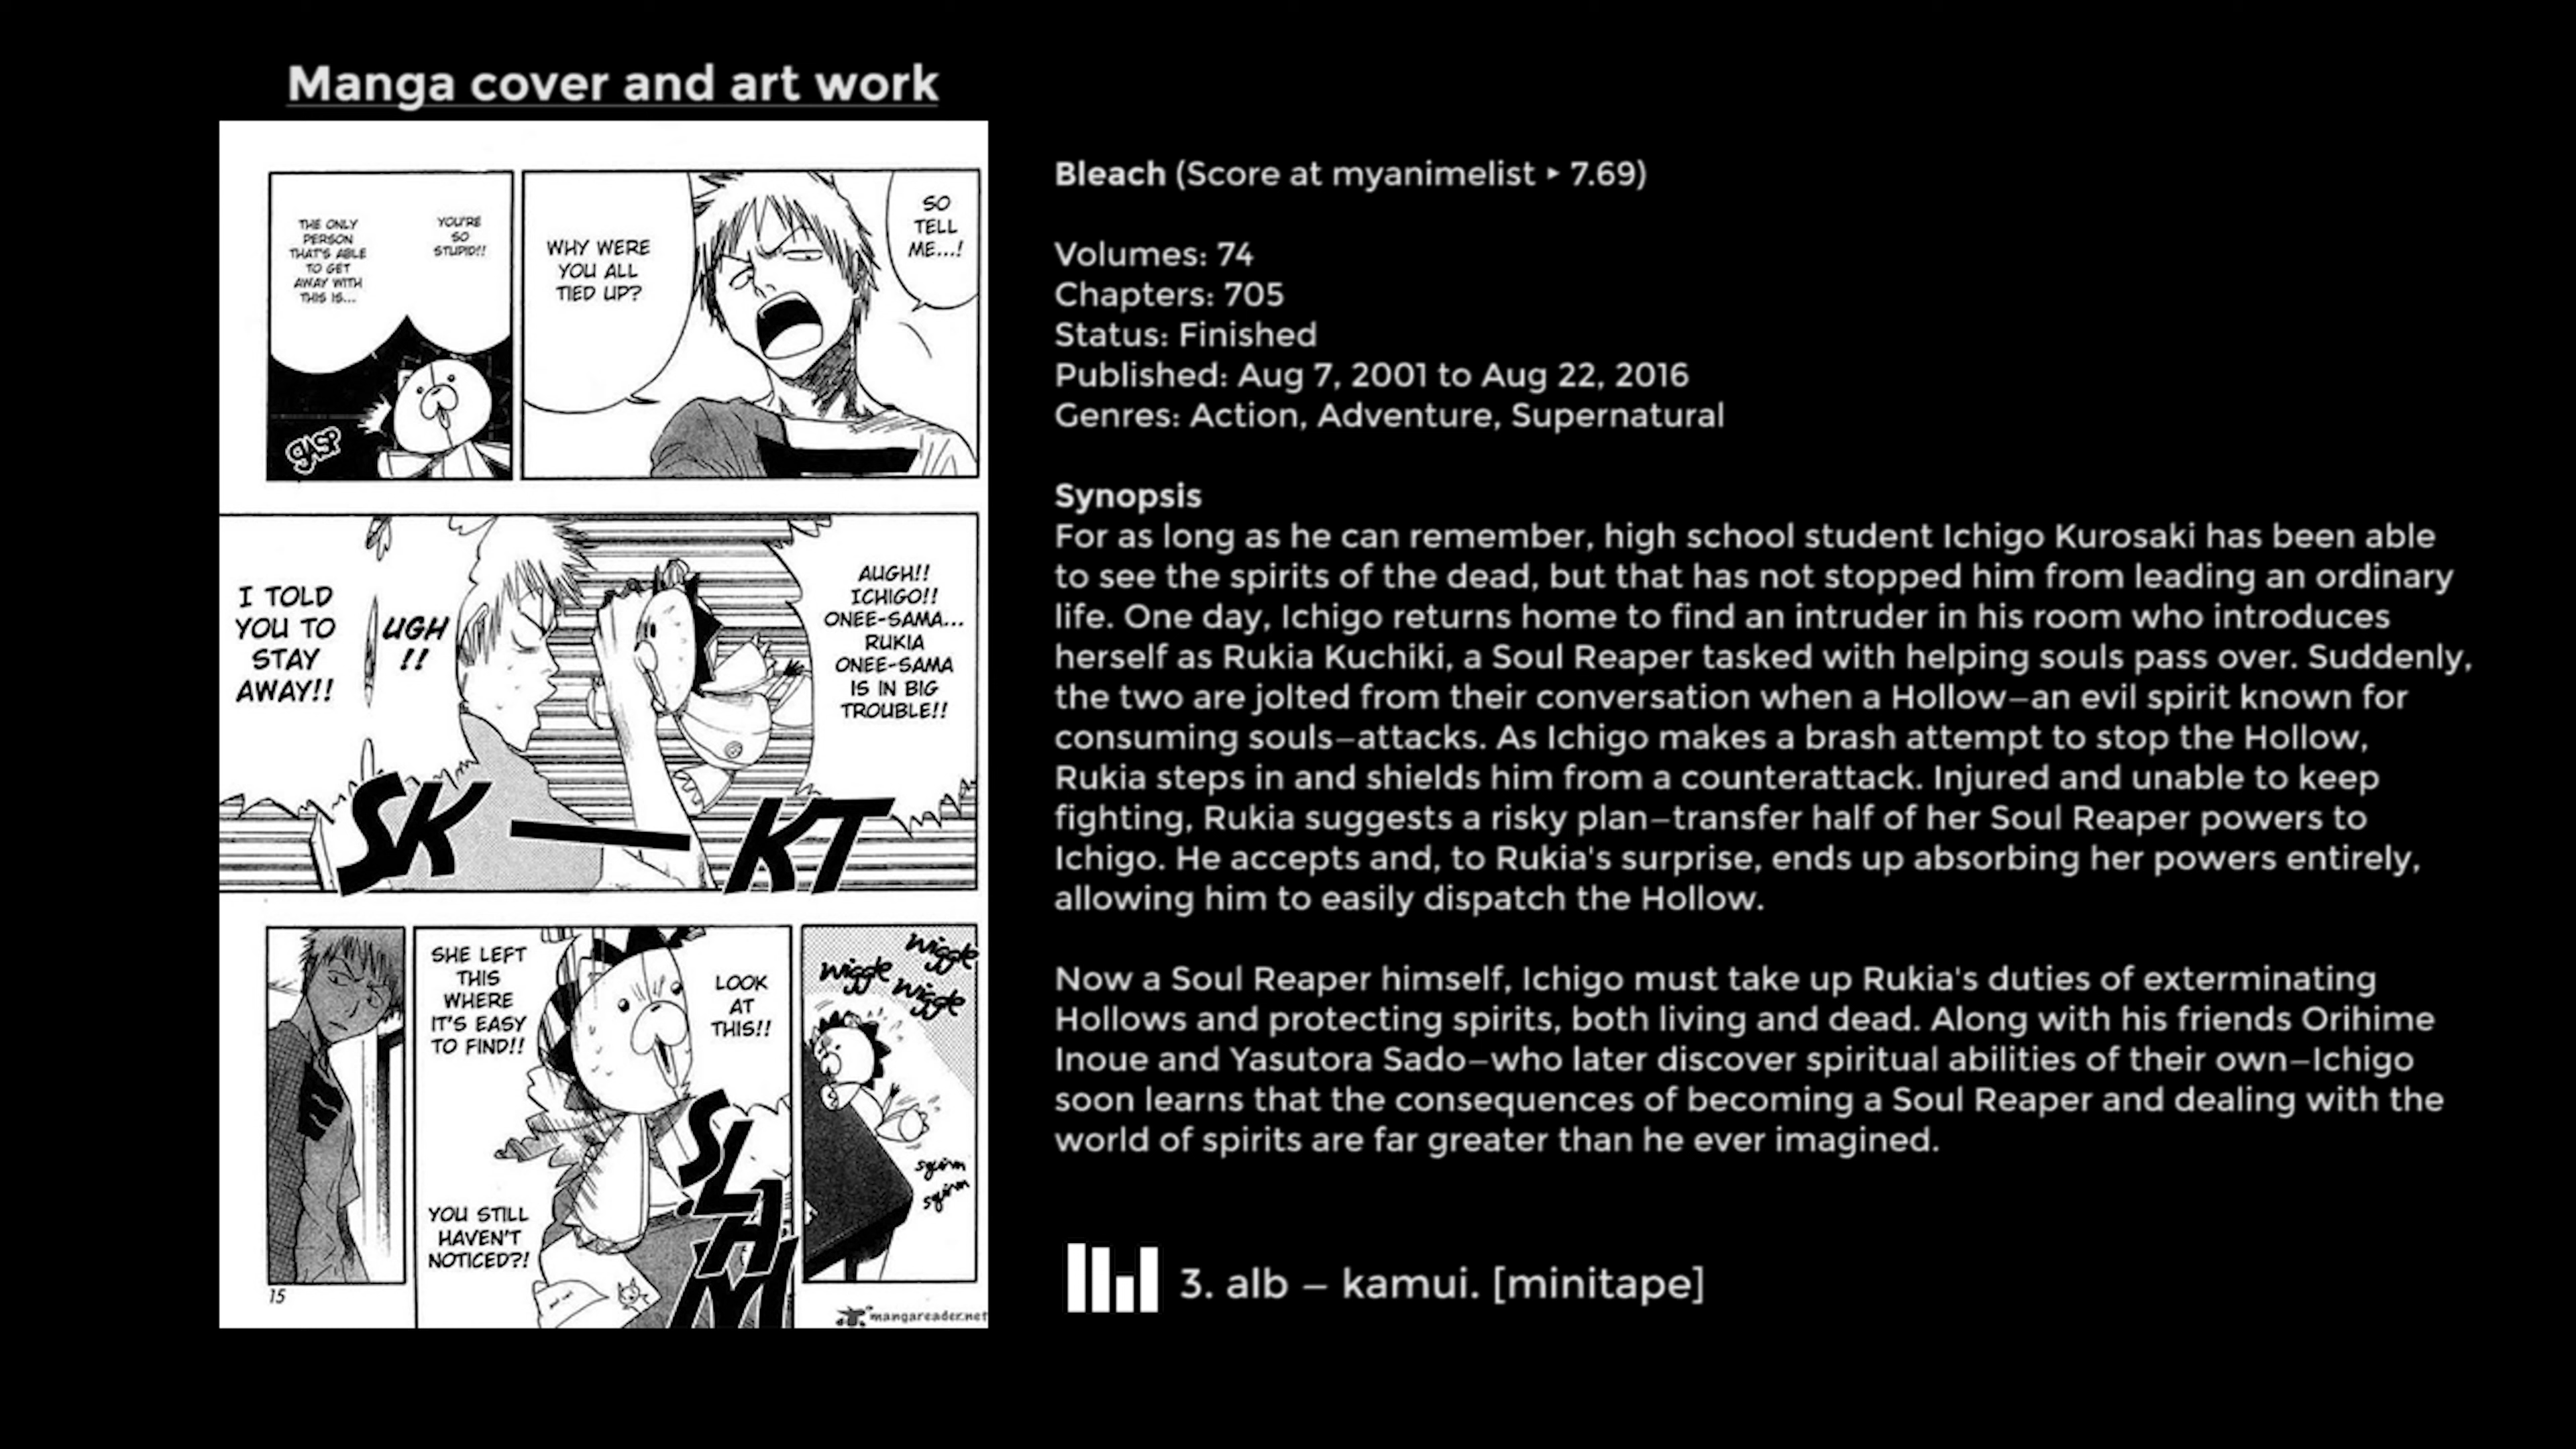 Manga cover and art work
SO
TELL
ME...!
WHY WERE
YOU ALL
TIED UP?
YOU'RE
SO
STUPID!!
THE ONLY
PERSON
THAT'S ABLE
TO GET
AWAY WITH
THIS IS...
GASP
AUGH!!
ICHIGO!!
ONEE-SAMA...
RUKIA
ONEE-SAMA
IS IN BIG
TROUBLE!!
UGH
!!
I TOLD
YOU TO
STAY
AWAY!!
SK — KT
wiggle
wiggle
wiggle
squirm
squirm
LOOK
AT
THIS!!
SHE LEFT
THIS
WHERE
IT'S EASY
TO FIND!!
YOU STILL
HAVEN'T
NOTICED?!
SLAM
15
mangareader.net
Bleach (Score at myanimelist ▸ 7.69)
Volumes: 74
Chapters: 705
Status: Finished
Published: Aug 7, 2001 to Aug 22, 2016
Genres: Action, Adventure, Supernatural
Synopsis
For as long as he can remember, high school student Ichigo Kurosaki has been able
to see the spirits of the dead, but that has not stopped him from leading an ordinary
life. One day, Ichigo returns home to find an intruder in his room who introduces
herself as Rukia Kuchiki, a Soul Reaper tasked with helping souls pass over. Suddenly,
the two are jolted from their conversation when a Hollow—an evil spirit known for
consuming souls—attacks. As Ichigo makes a brash attempt to stop the Hollow,
Rukia steps in and shields him from a counterattack. Injured and unable to keep
fighting, Rukia suggests a risky plan—transfer half of her Soul Reaper powers to
Ichigo. He accepts and, to Rukia's surprise, ends up absorbing her powers entirely,
allowing him to easily dispatch the Hollow.
Now a Soul Reaper himself, Ichigo must take up Rukia's duties of exterminating
Hollows and protecting spirits, both living and dead. Along with his friends Orihime
Inoue and Yasutora Sado—who later discover spiritual abilities of their own—Ichigo
soon learns that the consequences of becoming a Soul Reaper and dealing with the
world of spirits are far greater than he ever imagined.
3. alb – kamui. [minitape]